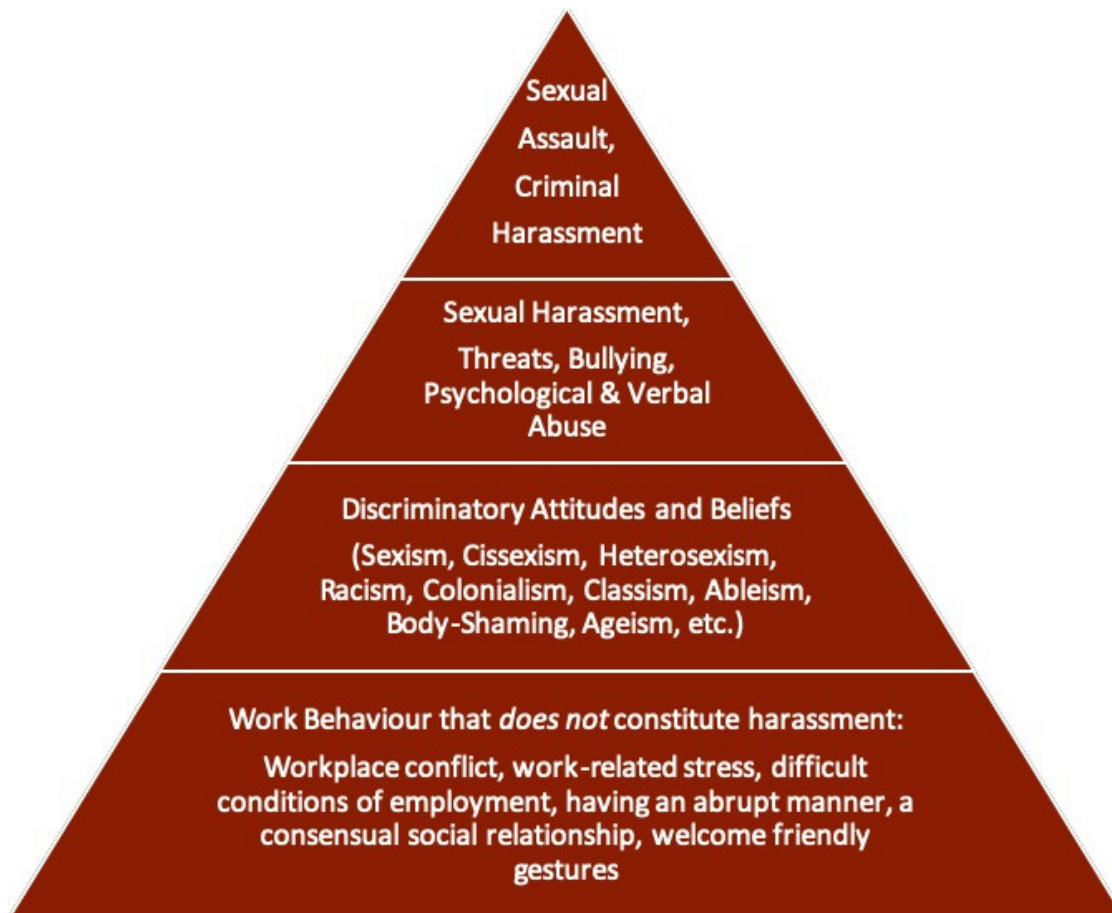 Sexual
Assault,
Criminal
Harassment
Sexual Harassment,
Threats, Bullying,
Psychological & Verbal
Abuse
Discriminatory Attitudes and Beliefs
(Sexism, Cissexism, Heterosexism,
Racism, Colonialism, Classism, Ableism,
Body-Shaming, Ageism, etc.)
Work Behaviour that does not constitute harassment:
Workplace conflict, work-related stress, difficult
conditions of employment, having an abrupt manner, a
consensual social relationship, welcome friendly
gestures